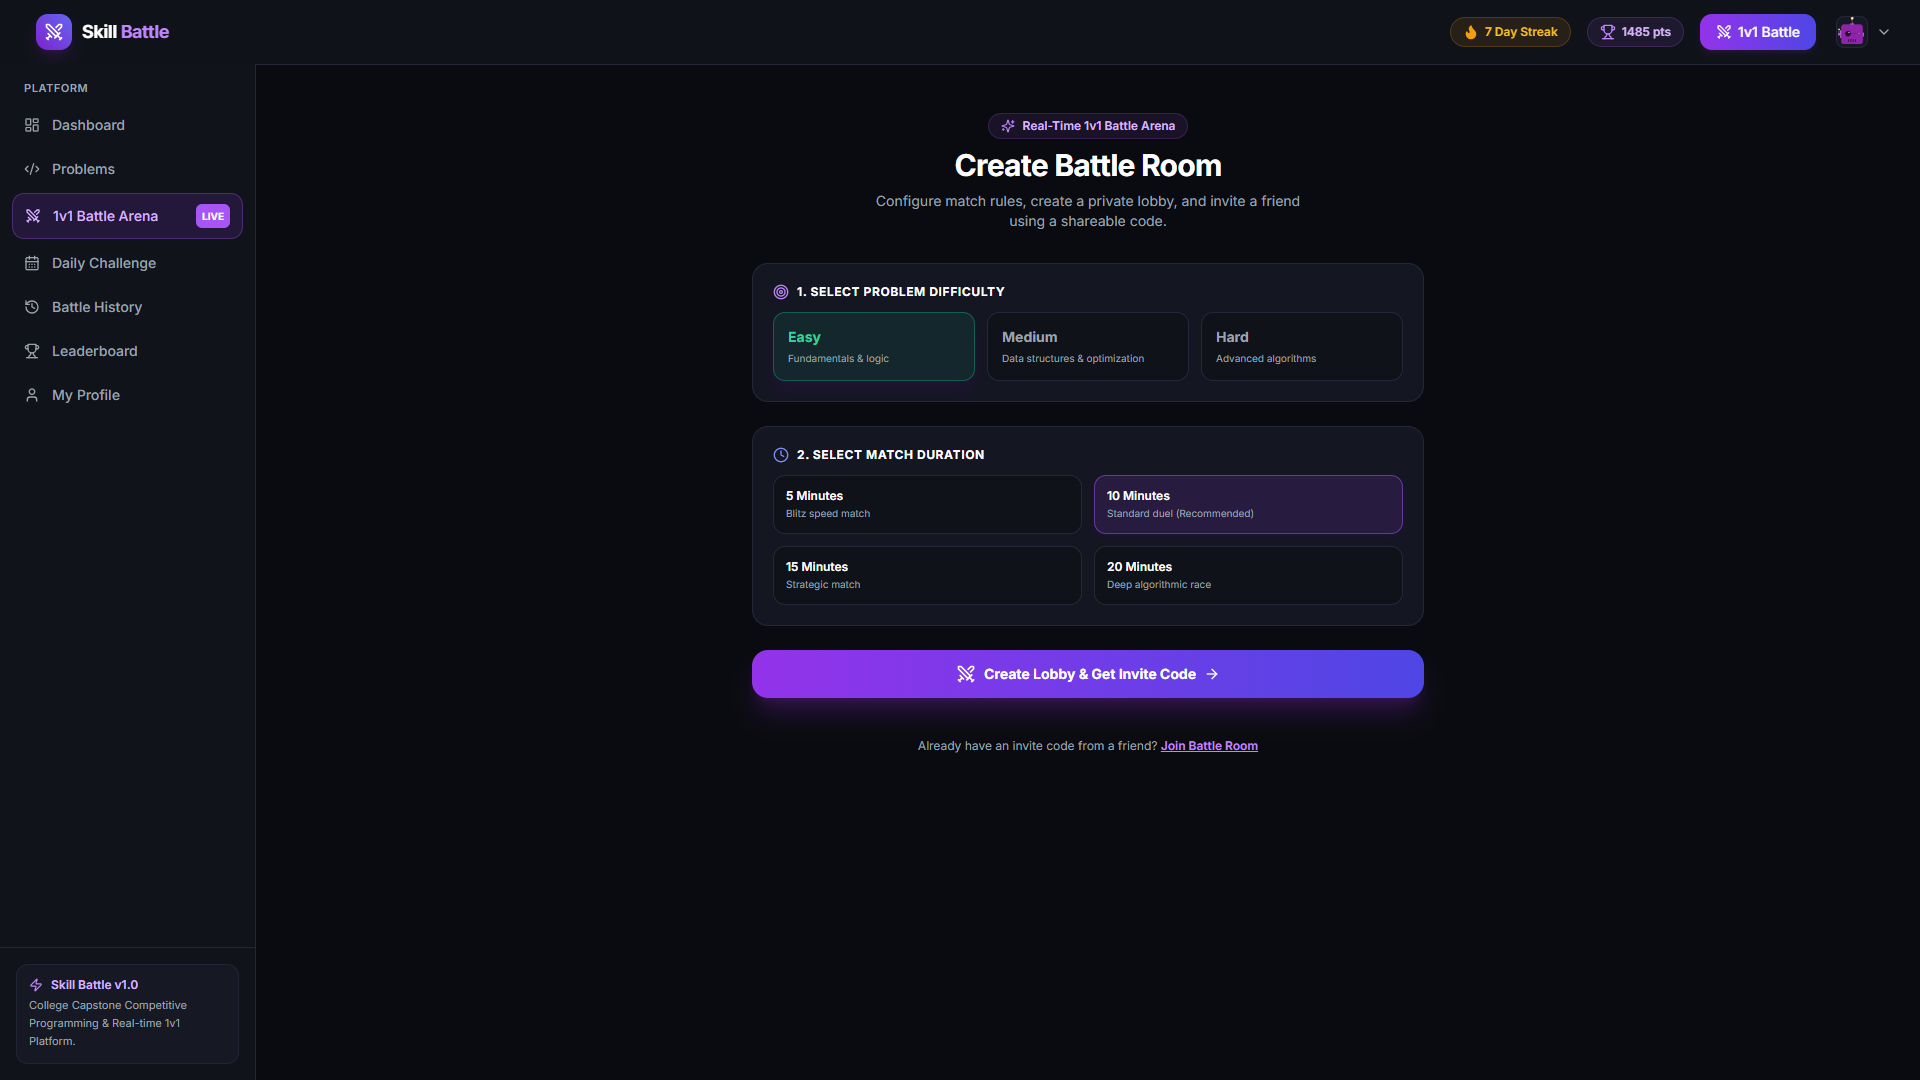 Skill Battle
7 Day Streak
1485 pts
1v1 Battle
PLATFORM
Dashboard
Problems
1v1 Battle Arena
LIVE
Daily Challenge
Battle History
Leaderboard
My Profile
Skill Battle v1.0
College Capstone Competitive
Programming & Real-time 1v1
Platform.
Real-Time 1v1 Battle Arena
Create Battle Room
Configure match rules, create a private lobby, and invite a friend
using a shareable code.
1. SELECT PROBLEM DIFFICULTY
Easy
Fundamentals & logic
Medium
Data structures & optimization
Hard
Advanced algorithms
2. SELECT MATCH DURATION
5 Minutes
Blitz speed match
10 Minutes
Standard duel (Recommended)
15 Minutes
Strategic match
20 Minutes
Deep algorithmic race
Create Lobby & Get Invite Code
Already have an invite code from a friend? Join Battle Room